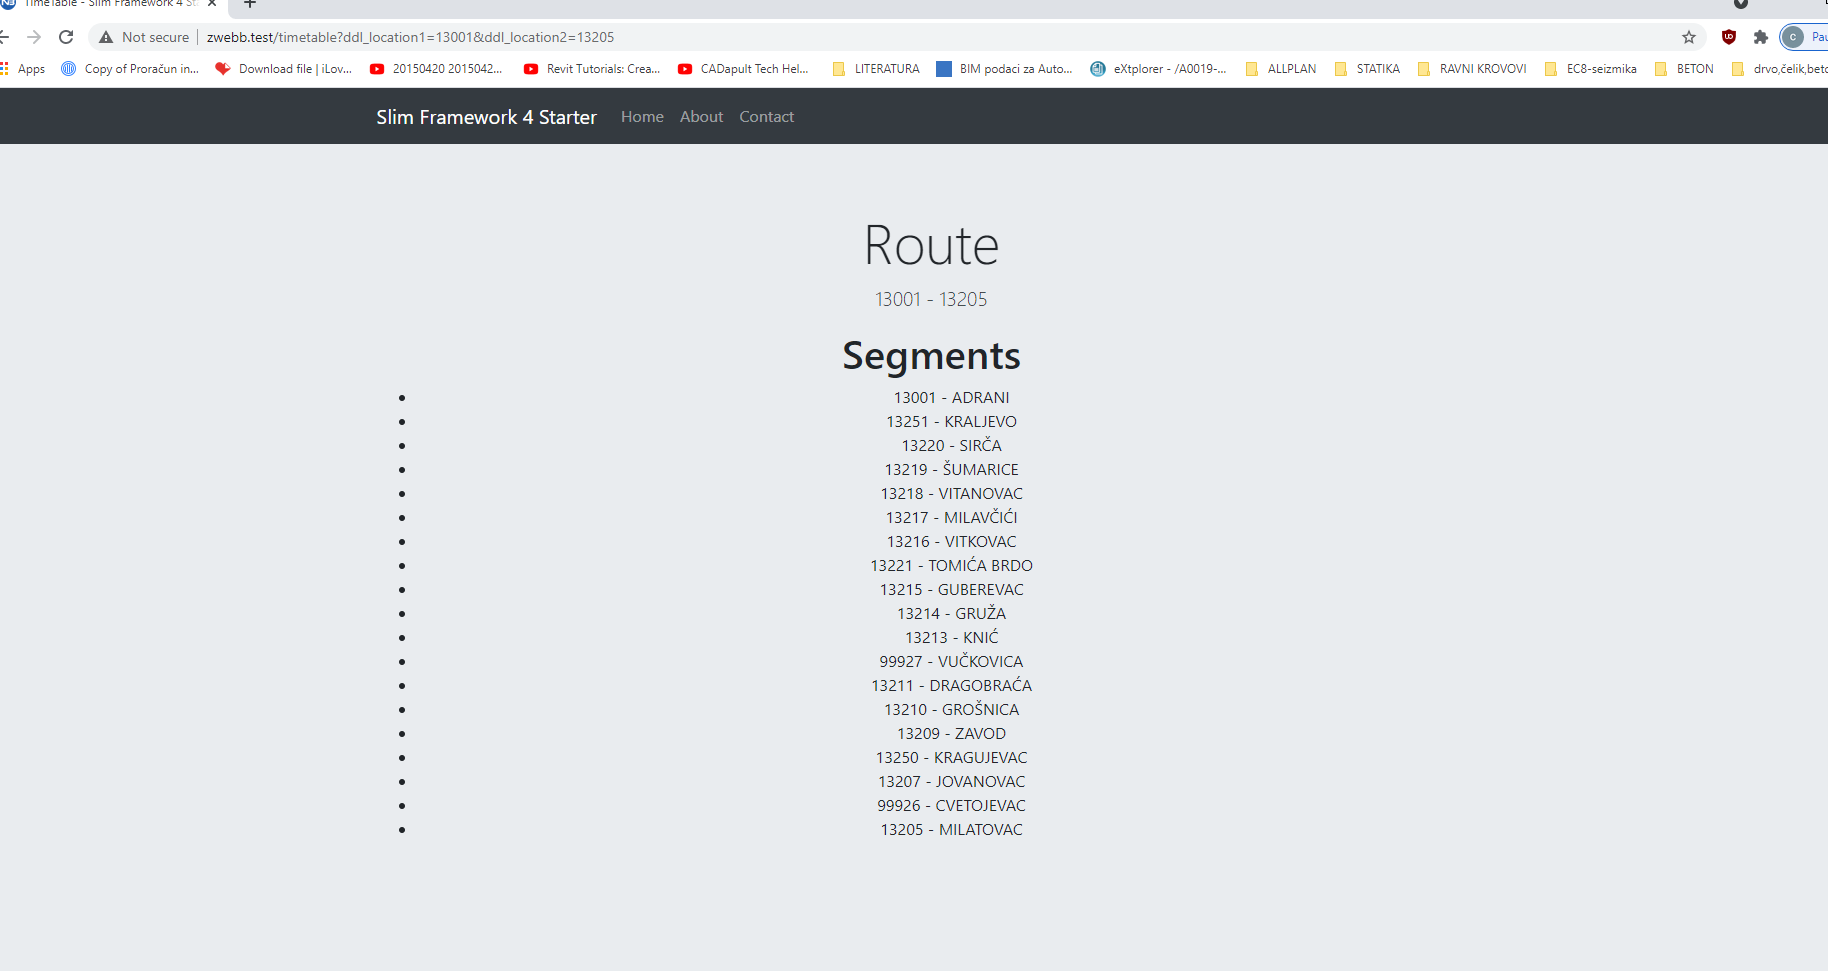 TimeTable - Slim Framework 4 St
Not secure zwebb.test/timetable?ddl_location1=13001&ddl_location2=13205
Apps Copy of Proračun in... Download file | iLov... 20150420 2015042... Revit Tutorials: Crea... CADapult Tech Hel... LITERATURA BIM podaci za Auto... eXtplorer - /A0019-... ALLPLAN STATIKA RAVNI KROVOVI EC8-seizmika BETON drvo,čelik,beto
C Pau
Slim Framework 4 Starter Home About Contact
Route
13001 - 13205
Segments
13001 - ADRANI
13251 - KRALJEVO
13220 - SIRČA
13219 - ŠUMARICE
13218 - VITANOVAC
13217 - MILAVČIĆI
13216 - VITKOVAC
13221 - TOMIĆA BRDO
13215 - GUBEREVAC
13214 - GRUŽA
13213 - KNIĆ
99927 - VUČKOVICA
13211 - DRAGOBRAĆA
13210 - GROŠNICA
13209 - ZAVOD
13250 - KRAGUJEVAC
13207 - JOVANOVAC
99926 - CVETOJEVAC
13205 - MILATOVAC